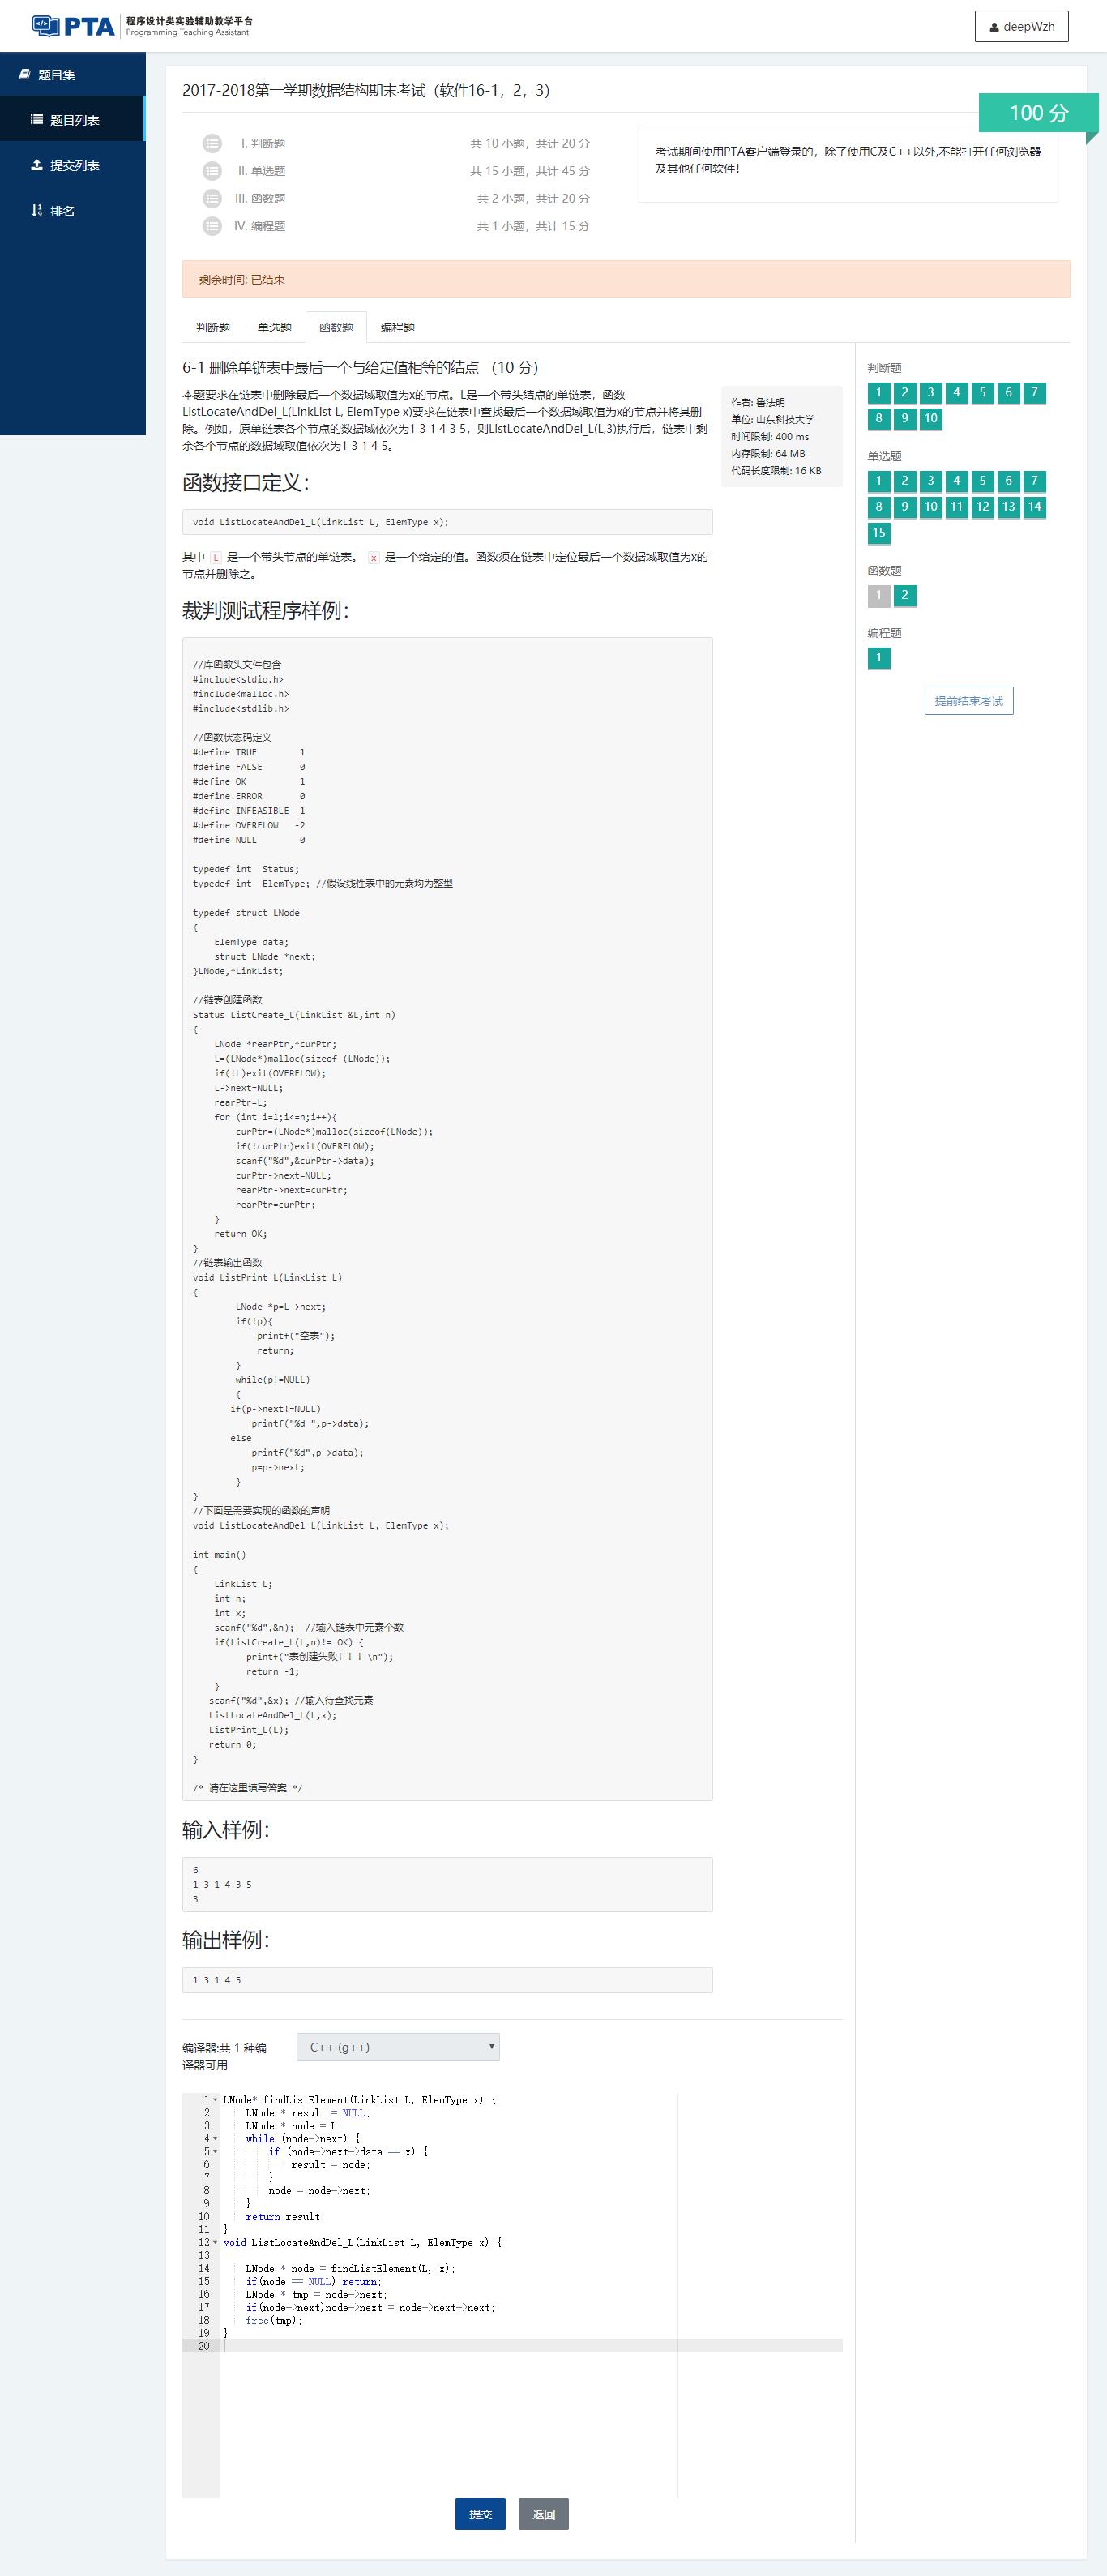 PTA
程序设计类实验辅助教学平台
Programming Teaching Assistant
deepWzh
题目集
题目列表
提交列表
排名
2017-2018第一学期数据结构期末考试（软件16-1，2，3）
100 分
I. 判断题 共 10 小题，共计 20 分
II. 单选题 共 15 小题，共计 45 分
III. 函数题 共 2 小题，共计 20 分
IV. 编程题 共 1 小题，共计 15 分
考试期间使用PTA客户端登录的，除了使用C及C++以外,不能打开任何浏览器
及其他任何软件！
剩余时间: 已结束
判断题 单选题 函数题 编程题
6-1 删除单链表中最后一个与给定值相等的结点 （10 分）
本题要求在链表中删除最后一个数据域取值为x的节点。L是一个带头结点的单链表，函数
ListLocateAndDel_L(LinkList L, ElemType x)要求在链表中查找最后一个数据域取值为x的节点并将其删
除。例如，原单链表各个节点的数据域依次为1 3 1 4 3 5，则ListLocateAndDel_L(L,3)执行后，链表中剩
余各个节点的数据域取值依次为1 3 1 4 5。
作者: 鲁法明
单位: 山东科技大学
时间限制: 400 ms
内存限制: 64 MB
代码长度限制: 16 KB
函数接口定义：
void ListLocateAndDel_L(LinkList L, ElemType x);
其中 L 是一个带头节点的单链表。 x 是一个给定的值。函数须在链表中定位最后一个数据域取值为x的
节点并删除之。
裁判测试程序样例：
//库函数头文件包含
#include<stdio.h>
#include<malloc.h>
#include<stdlib.h>
//函数状态码定义
#define TRUE        1
#define FALSE       0
#define OK          1
#define ERROR       0
#define INFEASIBLE -1
#define OVERFLOW   -2
#define NULL        0
typedef int  Status;
typedef int  ElemType; //假设线性表中的元素均为整型
typedef struct LNode
{
    ElemType data;
    struct LNode *next;
}LNode,*LinkList;
//链表创建函数
Status ListCreate_L(LinkList &L,int n)
{
    LNode *rearPtr,*curPtr;
    L=(LNode*)malloc(sizeof (LNode));
    if(!L)exit(OVERFLOW);
    L->next=NULL;
    rearPtr=L;
    for (int i=1;i<=n;i++){
        curPtr=(LNode*)malloc(sizeof(LNode));
        if(!curPtr)exit(OVERFLOW);
        scanf("%d",&curPtr->data);
        curPtr->next=NULL;
        rearPtr->next=curPtr;
        rearPtr=curPtr;
    }
    return OK;
}
//链表输出函数
void ListPrint_L(LinkList L)
{
        LNode *p=L->next;
        if(!p){
            printf("空表");
            return;
        }
        while(p!=NULL)
        {
       if(p->next!=NULL)
           printf("%d ",p->data);
       else
           printf("%d",p->data);
           p=p->next;
        }
}
//下面是需要实现的函数的声明
void ListLocateAndDel_L(LinkList L, ElemType x);
int main()
{
    LinkList L;
    int n;
    int x;
    scanf("%d",&n);  //输入链表中元素个数
    if(ListCreate_L(L,n)!= OK) {
          printf("表创建失败！！！\n");
          return -1;
    }
   scanf("%d",&x); //输入待查找元素
   ListLocateAndDel_L(L,x);
   ListPrint_L(L);
   return 0;
}
/* 请在这里填写答案 */
输入样例：
6
1 3 1 4 3 5
3
输出样例：
1 3 1 4 5
编译器:共 1 种编
译器可用
C++ (g++)
1 LNode* findListElement(LinkList L, ElemType x) {
2     LNode * result = NULL;
3     LNode * node = L;
4     while (node->next) {
5         if (node->next->data == x) {
6             result = node;
7         }
8         node = node->next;
9     }
10     return result;
11 }
12 void ListLocateAndDel_L(LinkList L, ElemType x) {
13
14     LNode * node = findListElement(L, x);
15     if(node == NULL) return;
16     LNode * tmp = node->next;
17     if(node->next)node->next = node->next->next;
18     free(tmp);
19 }
20
提交 返回
判断题
1 2 3 4 5 6 7
8 9 10
单选题
1 2 3 4 5 6 7
8 9 10 11 12 13 14
15
函数题
1 2
编程题
1
提前结束考试